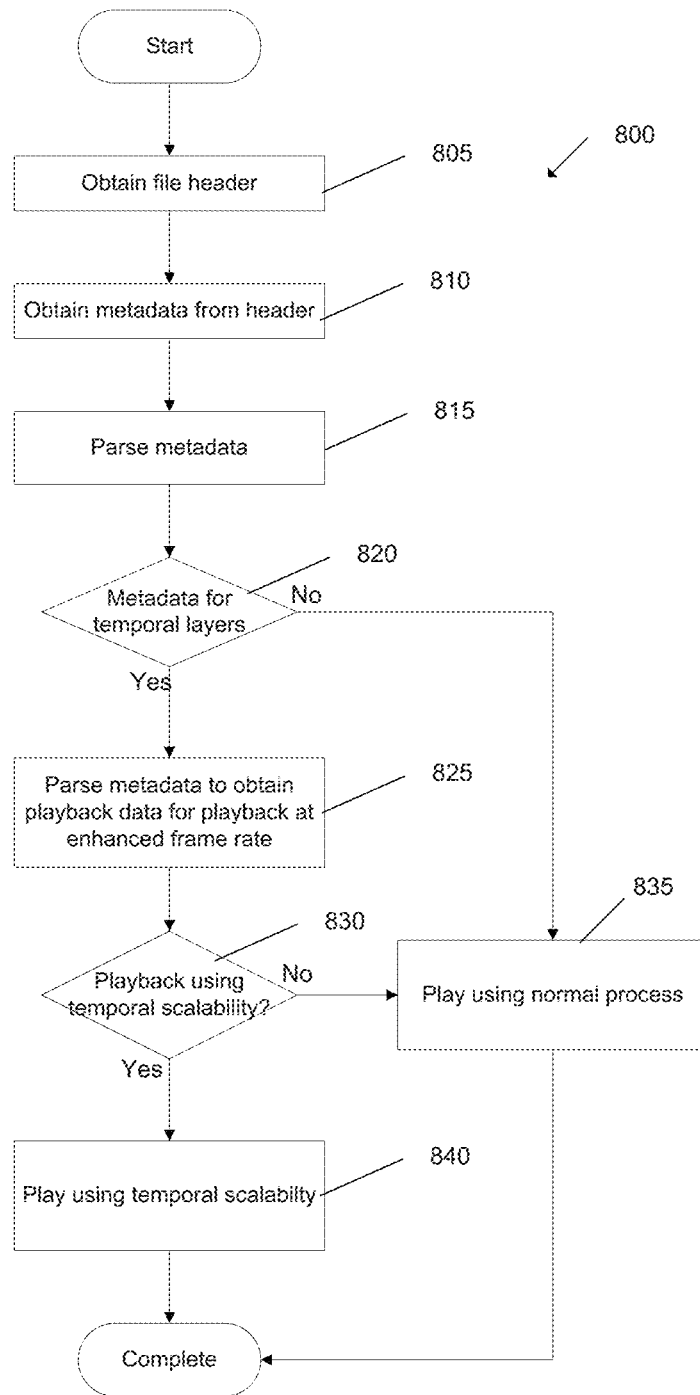 Start
800
805
Obtain file header
810
Obtain metadata from header
815
Parse metadata
820
Metadata for
temporal layers
No
Yes
825
Parse metadata to obtain
playback data for playback at
enhanced frame rate
830
835
Playback using
temporal scalability?
No
Play using normal process
Yes
840
Play using temporal scalabilty
Complete